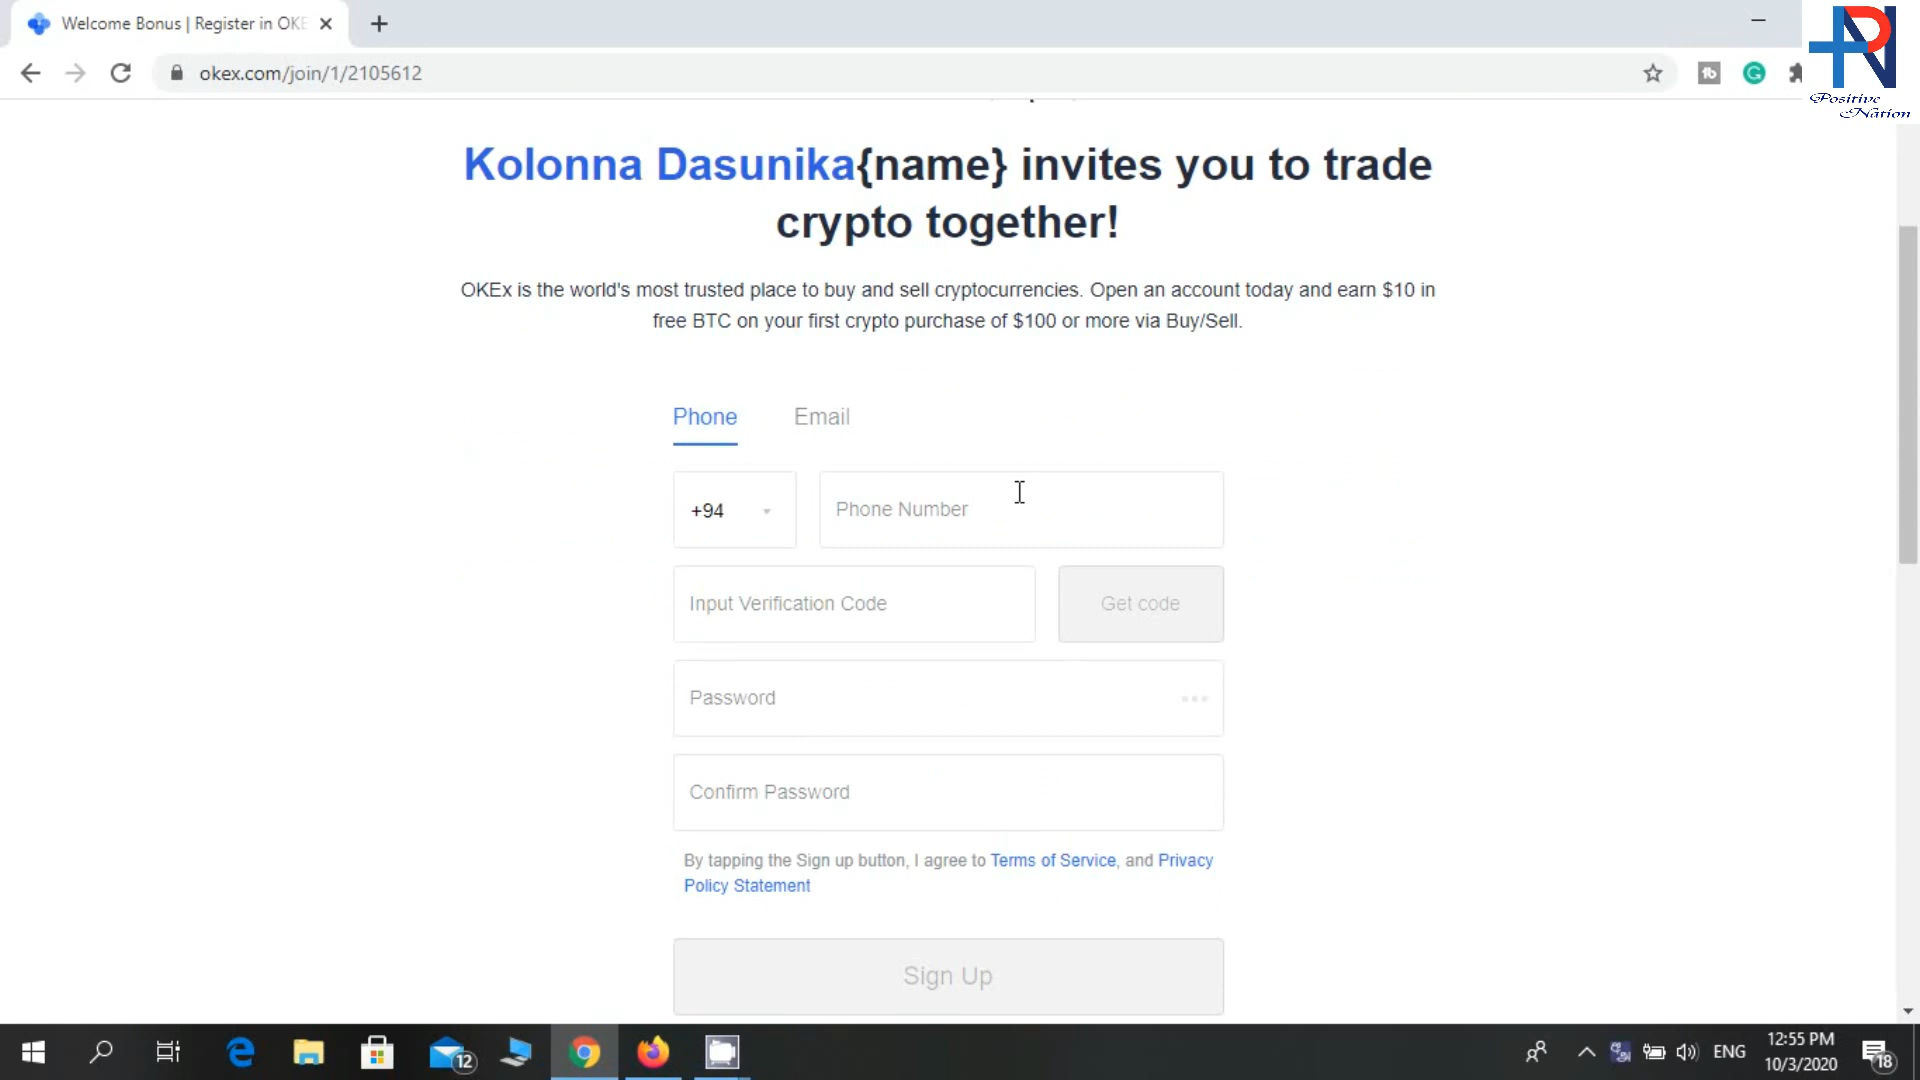 Welcome Bonus | Register in OKE
okex.com/join/1/2105612
Positive
Nation
Kolonna Dasunika{name} invites you to trade
crypto together!
OKEx is the world's most trusted place to buy and sell cryptocurrencies. Open an account today and earn $10 in
free BTC on your first crypto purchase of $100 or more via Buy/Sell.
Phone Email
+94 Phone Number
Input Verification Code Get code
Password
Confirm Password
By tapping the Sign up button, I agree to Terms of Service, and Privacy
Policy Statement
Sign Up
12
ENG
12:55 PM
10/3/2020
18